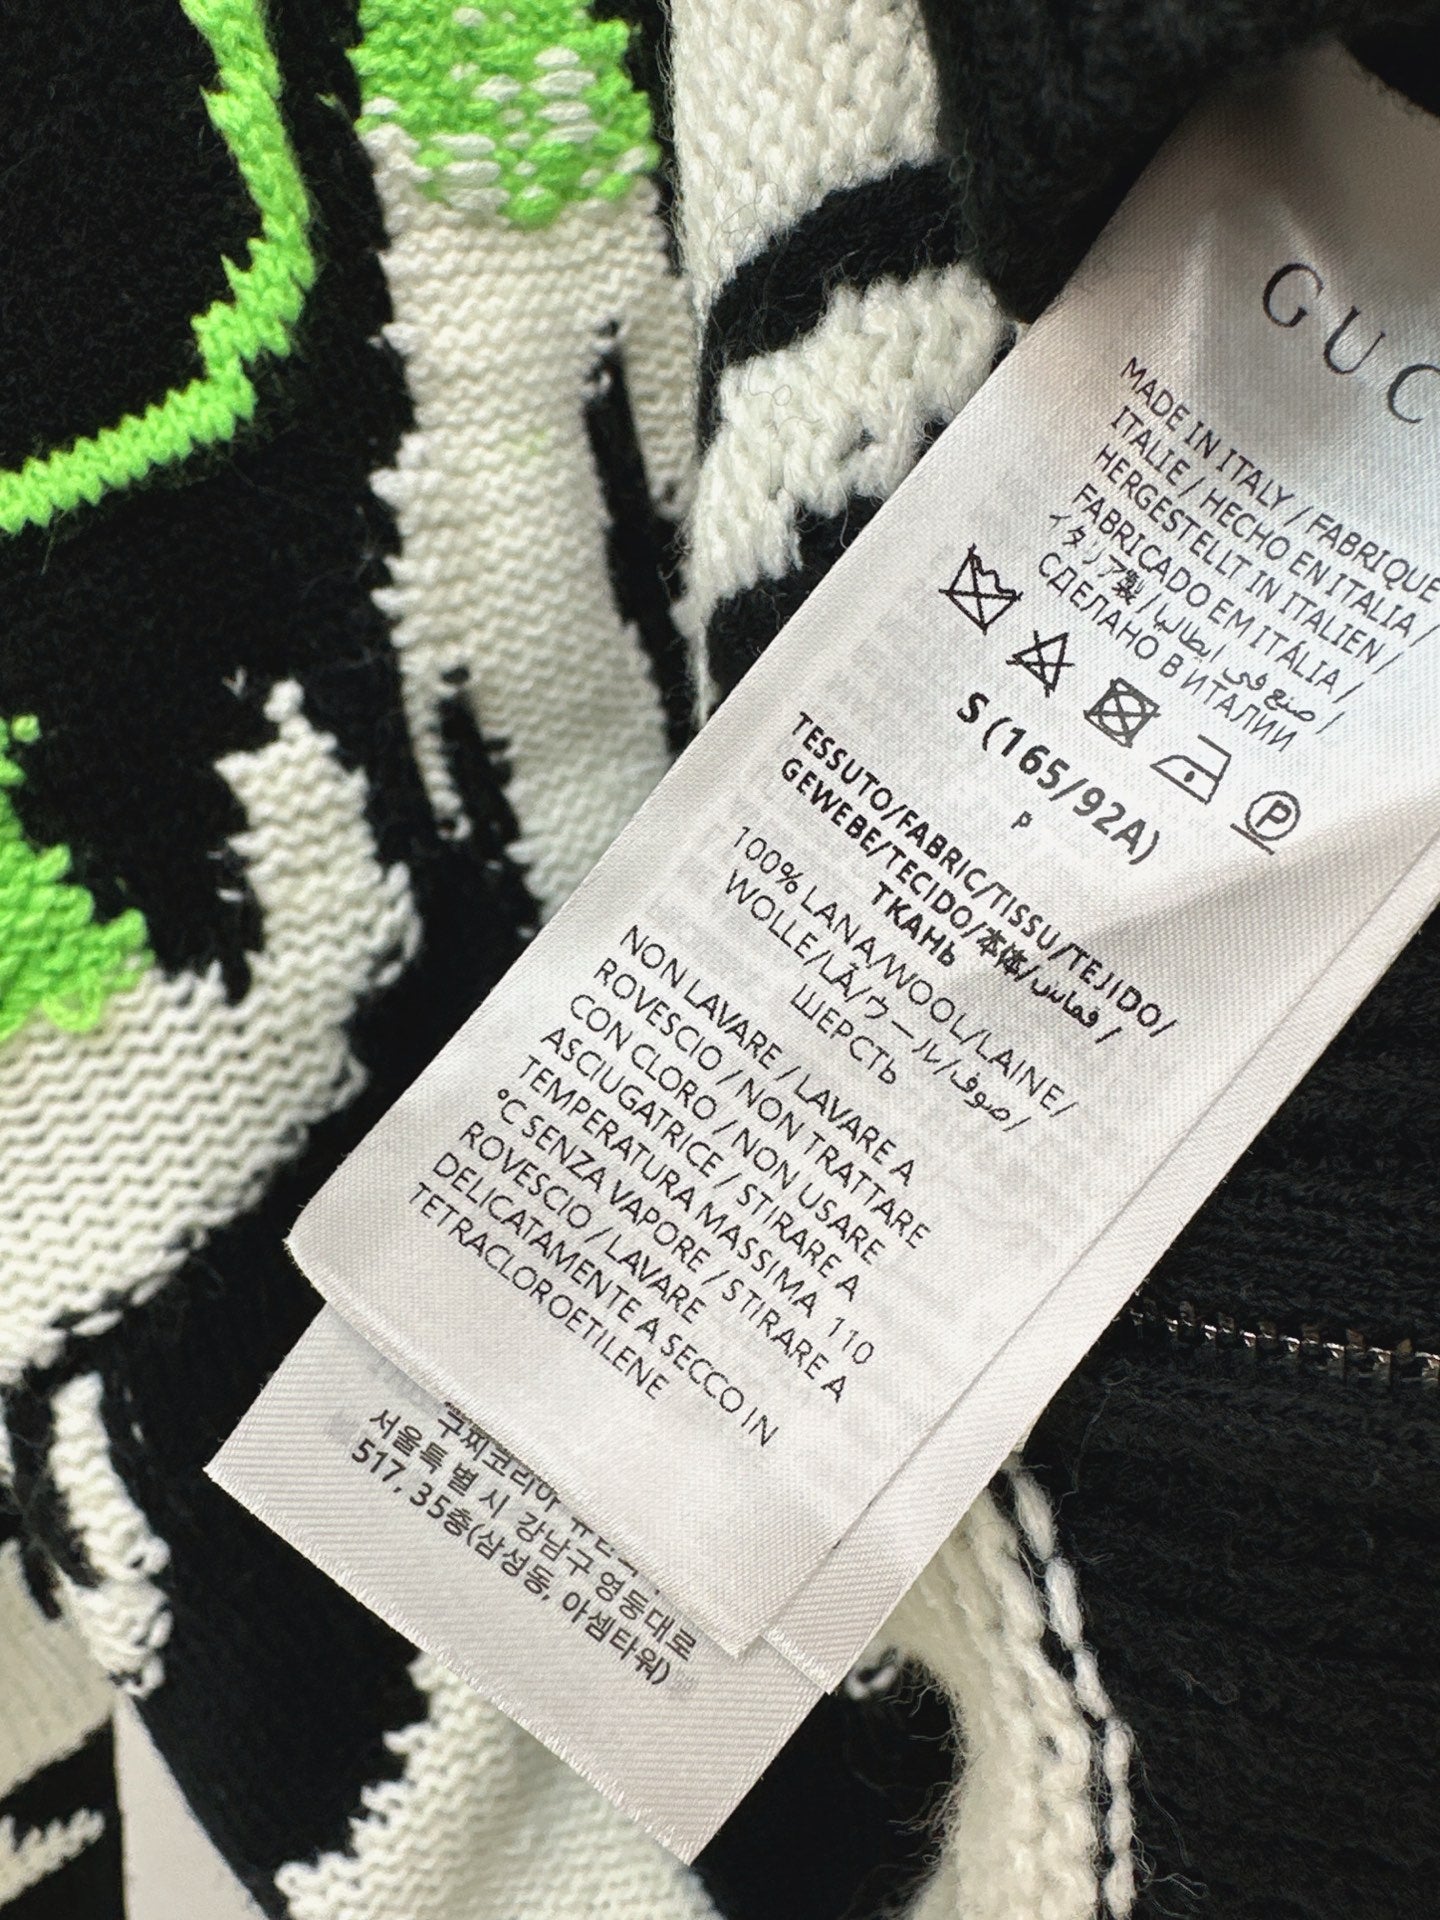 GUC
MADE IN ITALY / FABRIQUÉ
ITALIE / HECHO EN ITALIA /
HERGESTELLT IN ITALIEN /
FABRICADO EM ITÁLIA /
イタリア製 / صنع في ايطاليا /
СДЕЛАНО В ИТАЛИИ
P
S (165/92A)
P
TESSUTO/FABRIC/TISSU/TEJIDO/
GEWEBE/TECIDO/本体/قماش /
ТКАНЬ
100% LANA/WOOL/LAINE/
WOLLE/LÃ/ウール/صوف/
ШЕРСТЬ
NON LAVARE / LAVARE A
ROVESCIO / NON TRATTARE
CON CLORO / NON USARE
ASCIUGATRICE / STIRARE A
TEMPERATURA MASSIMA 110
°C SENZA VAPORE / STIRARE A
ROVESCIO / LAVARE
DELICATAMENTE A SECCO IN
TETRACLOROETILENE
구찌코리아
서울특별시 강남구 영동대로
517, 35층(삼성동, 아셈타워)